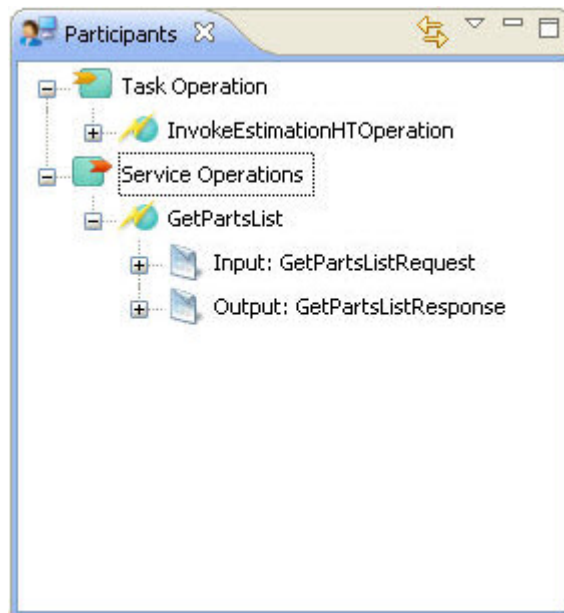 Participants
Task Operation
InvokeEstimationHTOperation
Service Operations
GetPartsList
Input: GetPartsListRequest
Output: GetPartsListResponse